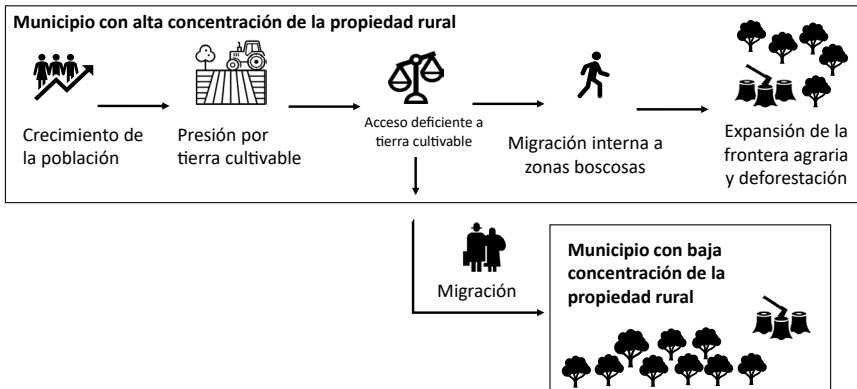 Municipio con alta concentración de la propiedad rural
Crecimiento de
la población
Presión por
tierra cultivable
Acceso deficiente a
tierra cultivable
Migración interna a
zonas boscosas
Expansión de la
frontera agraria
y deforestación
Migración
Municipio con baja
concentración de la
propiedad rural